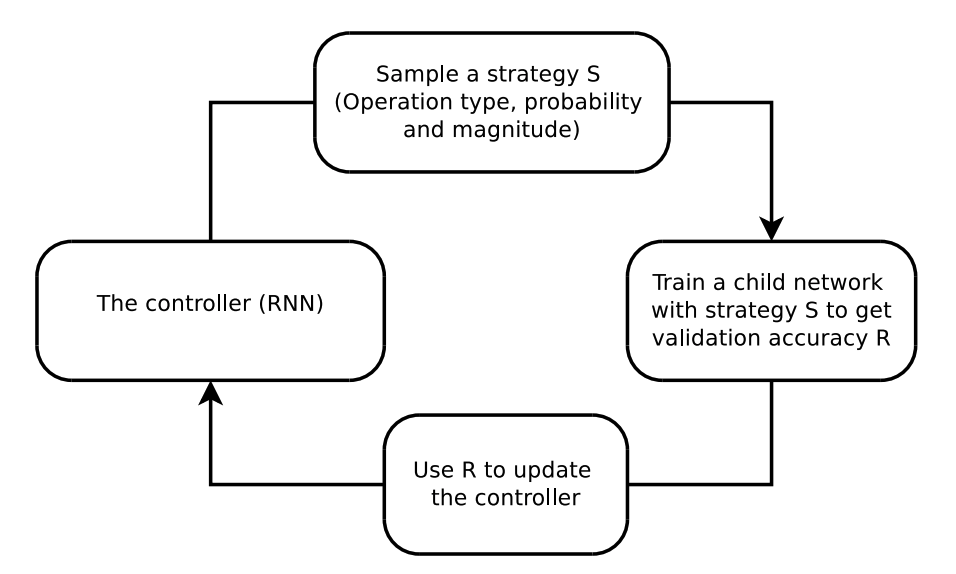 Sample a strategy S
(Operation type, probability
and magnitude)
The controller (RNN)
Train a child network
with strategy S to get
validation accuracy R
Use R to update
the controller